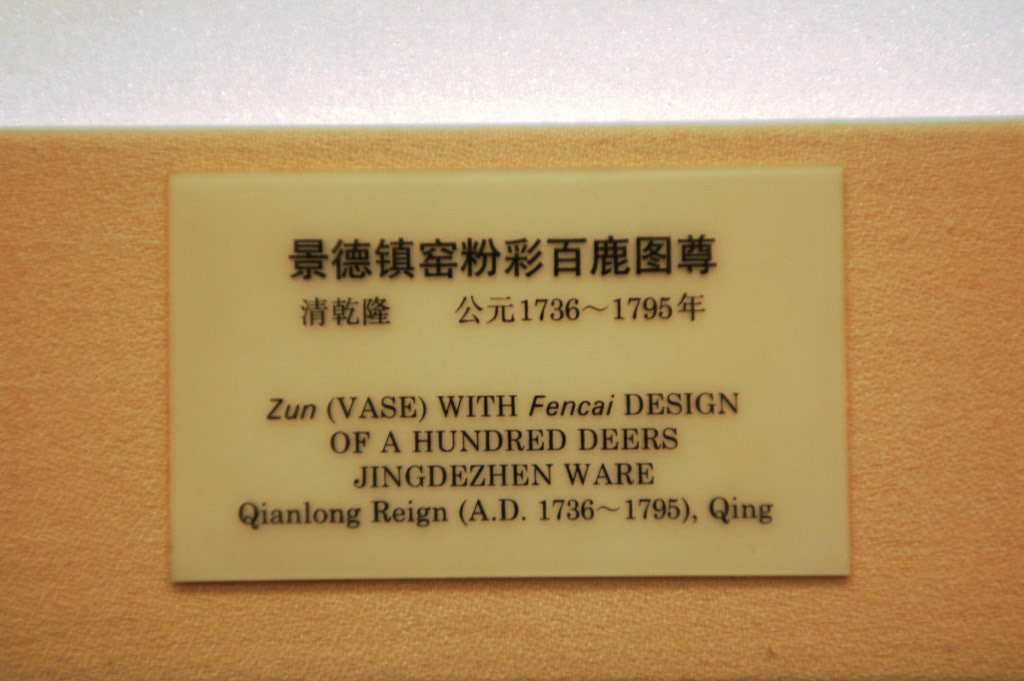 景德镇窑粉彩百鹿图尊
清乾隆 公元1736～1795年
Zun (VASE) WITH Fencai DESIGN
OF A HUNDRED DEERS
JINGDEZHEN WARE
Qianlong Reign (A.D. 1736～1795), Qing